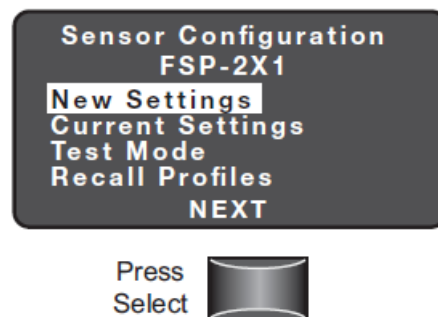 Sensor Configuration
FSP-2X1
New Settings
Current Settings
Test Mode
Recall Profiles
NEXT
Press
Select